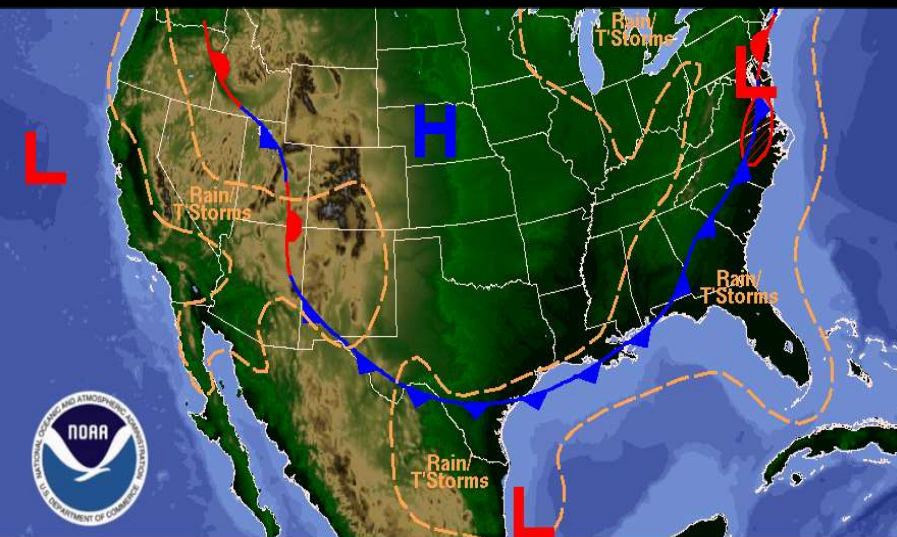 Rain/
T'Storms
L
H
L
Rain/
T'Storms
Rain/
T'Storms
Rain/
T'Storms
L
NATIONAL OCEANIC AND ATMOSPHERIC ADMINISTRATION
NOAA
U.S. DEPARTMENT OF COMMERCE